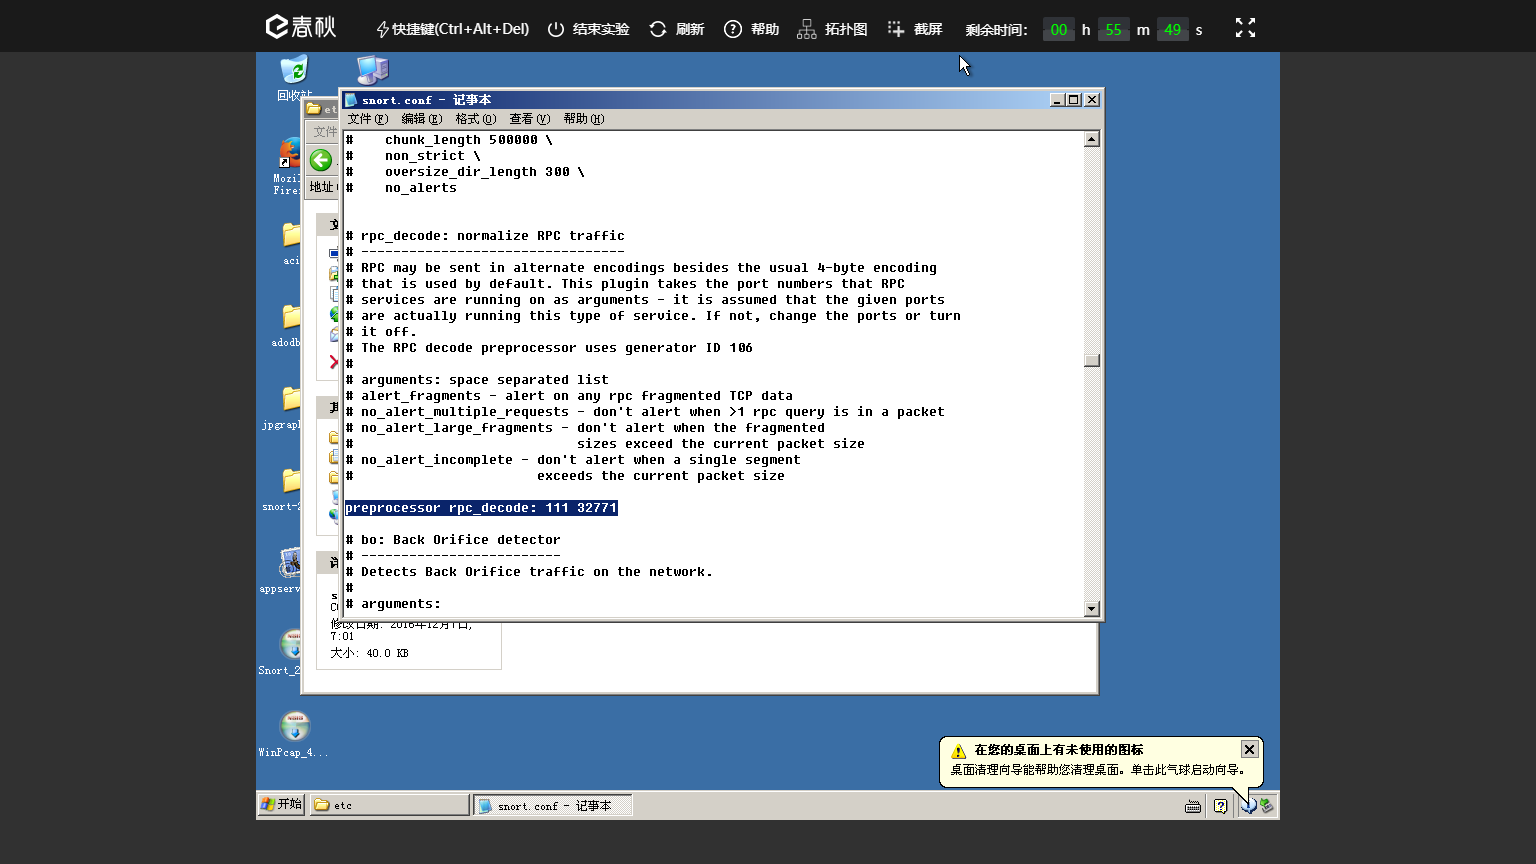 春秋 快捷键(Ctrl+Alt+Del) 结束实验 刷新 帮助 拓扑图 截屏 剩余时间: 00 h 55 m 49 s
回收站
snort.conf - 记事本
文件(F) 编辑(E) 格式(O) 查看(V) 帮助(H)
#    chunk_length 500000 \
#    non_strict \
#    oversize_dir_length 300 \
#    no_alerts
# rpc_decode: normalize RPC traffic
# ---------------------------------
# RPC may be sent in alternate encodings besides the usual 4-byte encoding
# that is used by default. This plugin takes the port numbers that RPC
# services are running on as arguments - it is assumed that the given ports
# are actually running this type of service. If not, change the ports or turn
# it off.
# The RPC decode preprocessor uses generator ID 106
#
# arguments: space separated list
# alert_fragments - alert on any rpc fragmented TCP data
# no_alert_multiple_requests - don't alert when >1 rpc query is in a packet
# no_alert_large_fragments - don't alert when the fragmented
#                            sizes exceed the current packet size
# no_alert_incomplete - don't alert when a single segment
#                       exceeds the current packet size
preprocessor rpc_decode: 111 32771
# bo: Back Orifice detector
# -------------------------
# Detects Back Orifice traffic on the network.
#
# arguments:
文件
地址
Mozil
Firef
aci
adodb
jpgrap
snort-2
appserv
Snort_2
WinPcap_4...
修改日期: 2016年12月1日,
7:01
大小: 40.0 KB
在您的桌面上有未使用的图标
桌面清理向导能帮助您清理桌面。单击此气球启动向导。
开始 etc snort.conf - 记事本